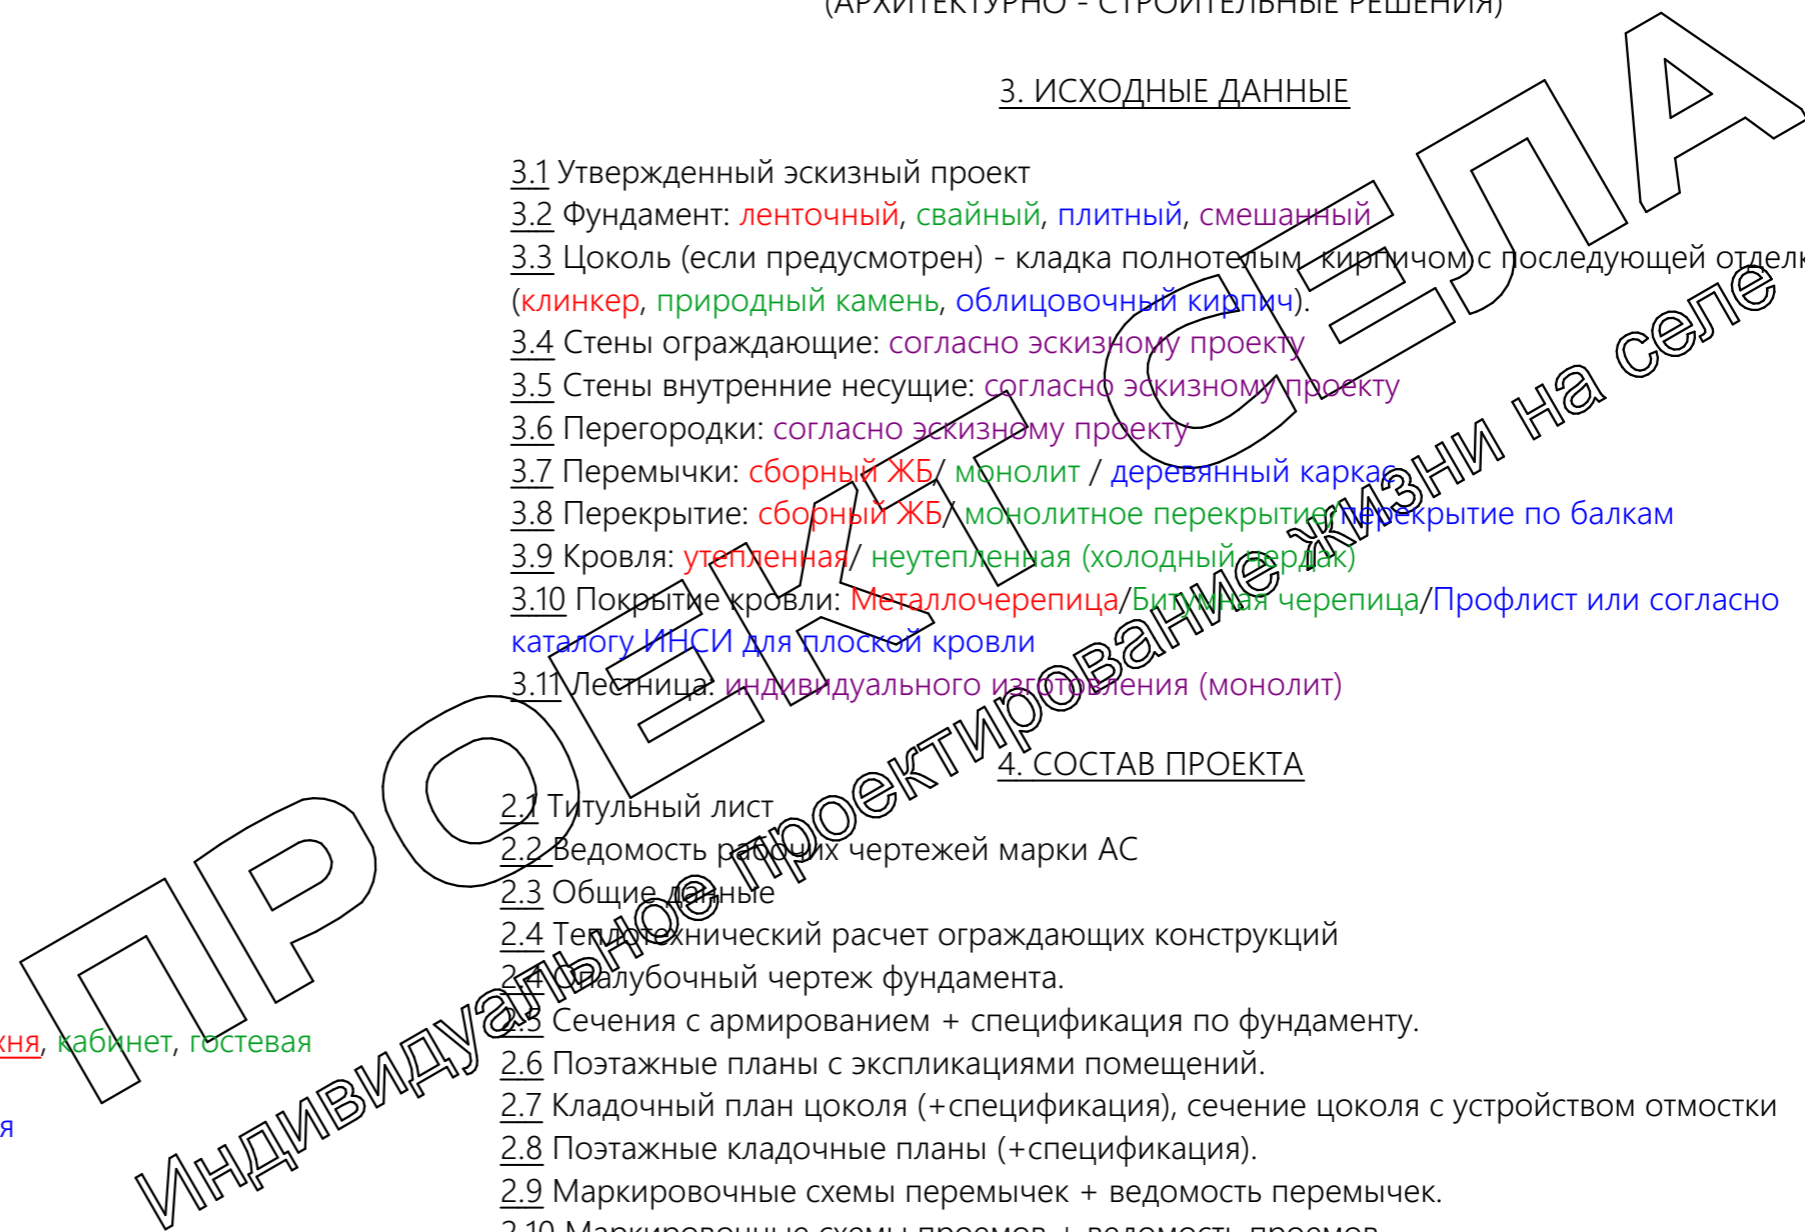 (АРХИТЕКТУРНО - СТРОИТЕЛЬНЫЕ РЕШЕНИЯ)
3. ИСХОДНЫЕ ДАННЫЕ
3.1 Утвержденный эскизный проект
3.2 Фундамент: ленточный, свайный, плитный, смешанный
3.3 Цоколь (если предусмотрен) - кладка полнотелым кирпичом с последующей отделк
(клинкер, природный камень, облицовочный кирпич).
3.4 Стены ограждающие: согласно эскизному проекту
3.5 Стены внутренние несущие: согласно эскизному проекту
3.6 Перегородки: согласно эскизному проекту
3.7 Перемычки: сборный ЖБ/ монолит / деревянный каркас
3.8 Перекрытие: сборный ЖБ/ монолитное перекрытие/перекрытие по балкам
3.9 Кровля: утепленная/ неутепленная (холодный чердак)
3.10 Покрытие кровли: Металлочерепица/Битумная черепица/Профлист или согласно
каталогу ИНСИ для плоской кровли
3.11 Лестница: индивидуального изготовления (монолит)
4. СОСТАВ ПРОЕКТА
2.1 Титульный лист
2.2 Ведомость рабочих чертежей марки АС
2.3 Общие данные
2.4 Теплотехнический расчет ограждающих конструкций
2.4 Опалубочный чертеж фундамента.
2.5 Сечения с армированием + спецификация по фундаменту.
2.6 Поэтажные планы с экспликациями помещений.
2.7 Кладочный план цоколя (+спецификация), сечение цоколя с устройством отмостки
2.8 Поэтажные кладочные планы (+спецификация).
2.9 Маркировочные схемы перемычек + ведомость перемычек.
2.10 Маркировочные схемы проемов + ведомость проемов
хня, кабинет, гостевая
я
ПРОЕКТ СЕЛА
Индивидуальное проектирование жизни на селе